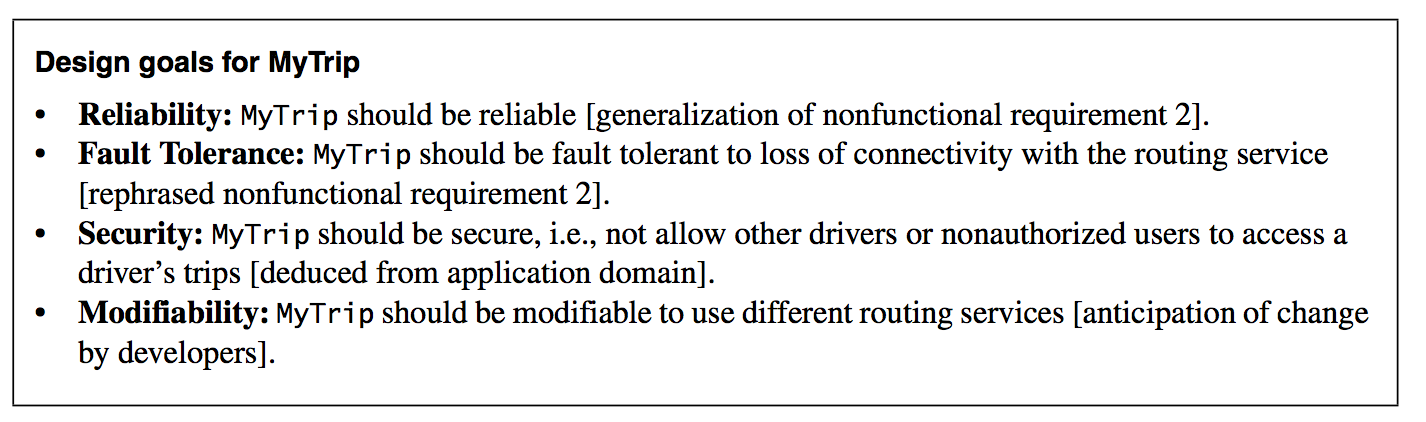 Design goals for MyTrip
• Reliability: MyTrip should be reliable [generalization of nonfunctional requirement 2].
• Fault Tolerance: MyTrip should be fault tolerant to loss of connectivity with the routing service
[rephrased nonfunctional requirement 2].
• Security: MyTrip should be secure, i.e., not allow other drivers or nonauthorized users to access a
driver’s trips [deduced from application domain].
• Modifiability: MyTrip should be modifiable to use different routing services [anticipation of change
by developers].